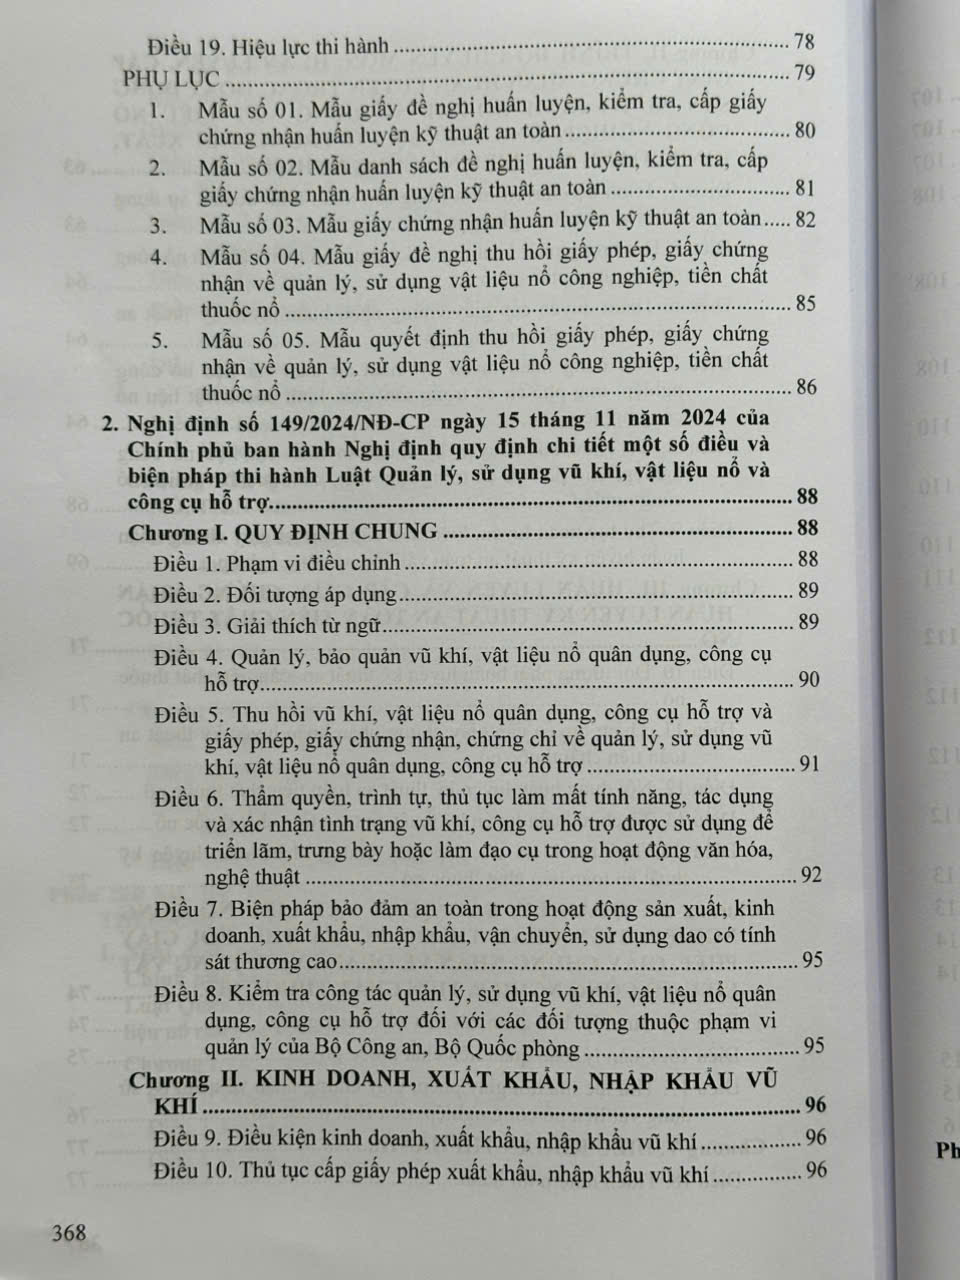 Điều 19. Hiệu lực thi hành ........ 78
PHỤ LỤC ........ 79
1. Mẫu số 01. Mẫu giấy đề nghị huấn luyện, kiểm tra, cấp giấy
chứng nhận huấn luyện kỹ thuật an toàn ........ 80
2. Mẫu số 02. Mẫu danh sách đề nghị huấn luyện, kiểm tra, cấp
giấy chứng nhận huấn luyện kỹ thuật an toàn ........ 81
3. Mẫu số 03. Mẫu giấy chứng nhận huấn luyện kỹ thuật an toàn ..... 82
4. Mẫu số 04. Mẫu giấy đề nghị thu hồi giấy phép, giấy chứng
nhận về quản lý, sử dụng vật liệu nổ công nghiệp, tiền chất
thuốc nổ ........ 85
5. Mẫu số 05. Mẫu quyết định thu hồi giấy phép, giấy chứng
nhận về quản lý, sử dụng vật liệu nổ công nghiệp, tiền chất
thuốc nổ ........ 86
2. Nghị định số 149/2024/NĐ-CP ngày 15 tháng 11 năm 2024 của
Chính phủ ban hành Nghị định quy định chi tiết một số điều và
biện pháp thi hành Luật Quản lý, sử dụng vũ khí, vật liệu nổ và
công cụ hỗ trợ........ 88
Chương I. QUY ĐỊNH CHUNG ........ 88
Điều 1. Phạm vi điều chỉnh ........ 88
Điều 2. Đối tượng áp dụng ........ 89
Điều 3. Giải thích từ ngữ ........ 89
Điều 4. Quản lý, bảo quản vũ khí, vật liệu nổ quân dụng, công cụ
hỗ trợ ........ 90
Điều 5. Thu hồi vũ khí, vật liệu nổ quân dụng, công cụ hỗ trợ và
giấy phép, giấy chứng nhận, chứng chỉ về quản lý, sử dụng vũ
khí, vật liệu nổ quân dụng, công cụ hỗ trợ ........ 91
Điều 6. Thẩm quyền, trình tự, thủ tục làm mất tính năng, tác dụng
và xác nhận tình trạng vũ khí, công cụ hỗ trợ được sử dụng để
triển lãm, trưng bày hoặc làm đạo cụ trong hoạt động văn hóa,
nghệ thuật ........ 92
Điều 7. Biện pháp bảo đảm an toàn trong hoạt động sản xuất, kinh
doanh, xuất khẩu, nhập khẩu, vận chuyển, sử dụng dao có tính
sát thương cao ........ 95
Điều 8. Kiểm tra công tác quản lý, sử dụng vũ khí, vật liệu nổ quân
dụng, công cụ hỗ trợ đối với các đối tượng thuộc phạm vi
quản lý của Bộ Công an, Bộ Quốc phòng ........ 95
Chương II. KINH DOANH, XUẤT KHẨU, NHẬP KHẨU VŨ
KHÍ ........ 96
Điều 9. Điều kiện kinh doanh, xuất khẩu, nhập khẩu vũ khí ........ 96
Điều 10. Thủ tục cấp giấy phép xuất khẩu, nhập khẩu vũ khí ........ 96
368
Ph